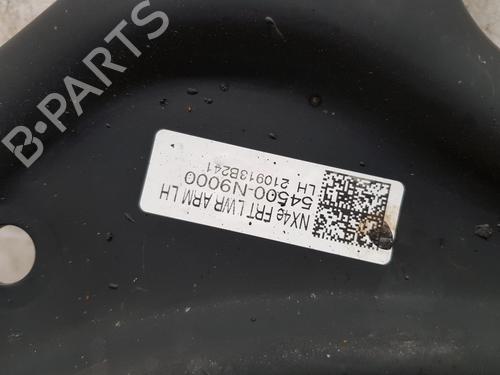 NX4e FRT LWR ARM LH
54500-N9000
LH 210913B241
B-PARTS